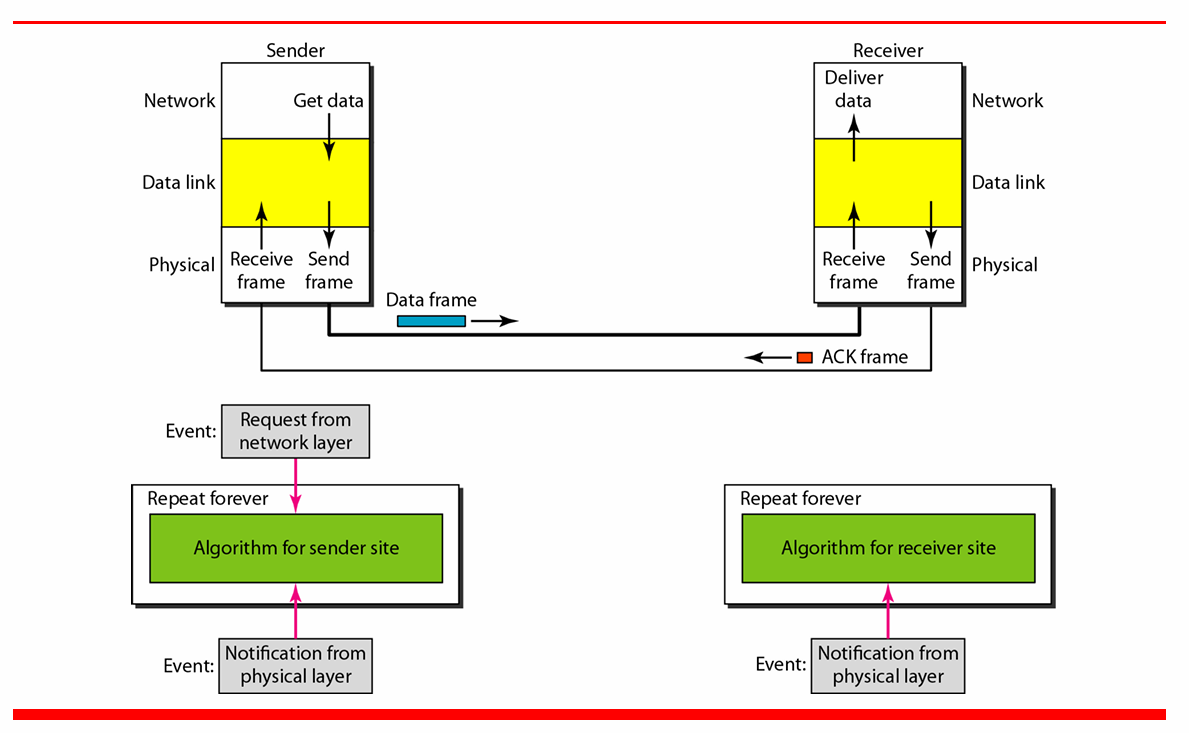 Sender
Receiver
Network
Get data
Deliver
data
Network
Data link
Data link
Physical
Receive
frame
Send
frame
Receive
frame
Send
frame
Physical
Data frame
ACK frame
Event:
Request from
network layer
Repeat forever
Algorithm for sender site
Repeat forever
Algorithm for receiver site
Event:
Notification from
physical layer
Event:
Notification from
physical layer